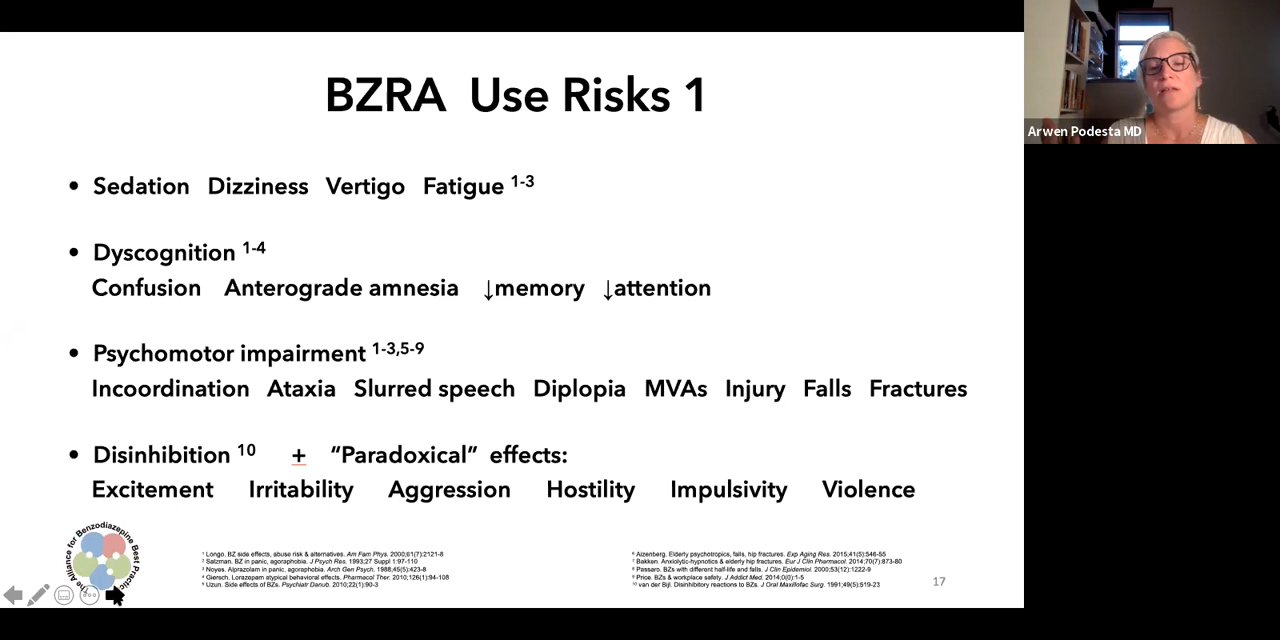 BZRA Use Risks 1
Arwen Podesta MD
• Sedation Dizziness Vertigo Fatigue 1-3
• Dyscognition 1-4
Confusion Anterograde amnesia ↓memory ↓attention
• Psychomotor impairment 1-3,5-9
Incoordination Ataxia Slurred speech Diplopia MVAs Injury Falls Fractures
• Disinhibition 10 + “Paradoxical” effects:
Excitement Irritability Aggression Hostility Impulsivity Violence
Alliance for Benzodiazepine Best
1 Longo. BZ side effects, abuse risk & alternatives. Am Fam Phys. 2000;61(7):2121-8
2 Salzman. BZ in panic, agoraphobia. J Psych Res. 1993;27 Suppl 1:97-110
3 Noyes. Alprazolam in panic, agoraphobia. Arch Gen Psych. 1988;45(5):423-8
4 Giersch. Lorazepam atypical behavioral effects. Pharmacol Ther. 2010;126(1):94-108
5 Uzun. Side effects of BZs. Psychiatr Danub. 2010;22(1):90-3
6 Aizenberg. Elderly psychotropics, falls, hip fractures. Exp Aging Res. 2015;41(5):546-55
7 Bakken. Anxiolytic-hypnotics & elderly hip fractures. Eur J Clin Pharmacol. 2014;70(7):873-80
8 Passaro. BZs with different half-life and falls. J Clin Epidemiol. 2000;53(12):1222-9
9 Price. BZs & workplace safety. J Addict Med. 2014;0(0):1-5
10 van der Bijl. Disinhibitory reactions to BZs. J Oral Maxillofac Surg. 1991;49(5):519-23
17